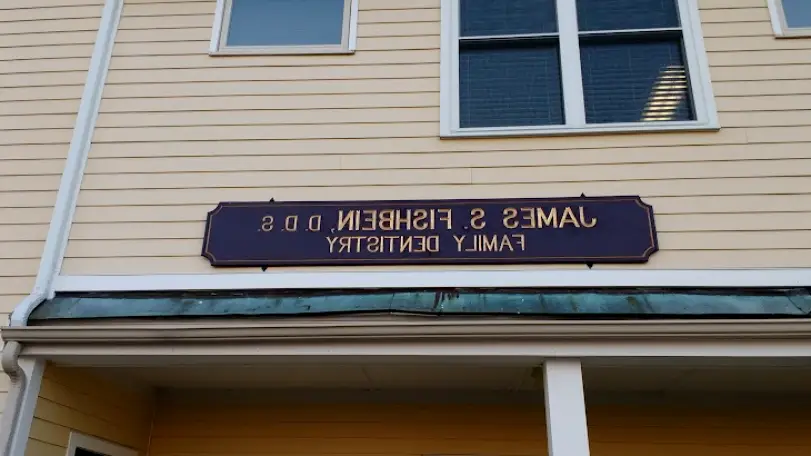 JAMES S. FISHBEIN, D.D.S.
FAMILY DENTISTRY